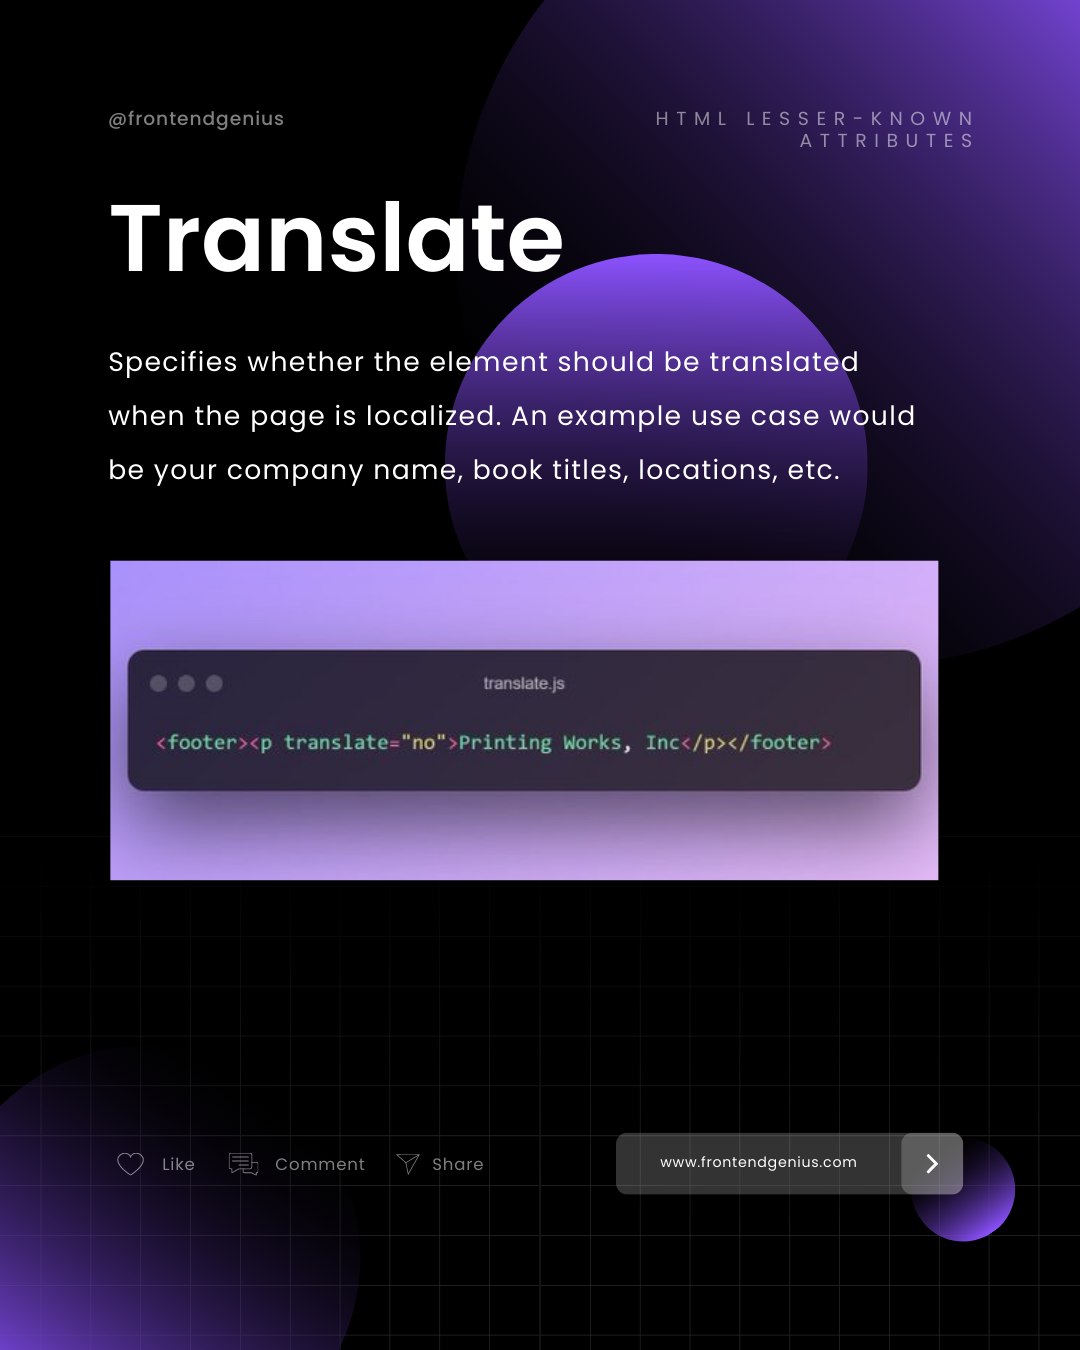 @frontendgenius
HTML LESSER-KNOWN
ATTRIBUTES
Translate
Specifies whether the element should be translated
when the page is localized. An example use case would
be your company name, book titles, locations, etc.
translate.js
<footer><p translate="no">Printing Works, Inc</p></footer>
Like
Comment
Share
www.frontendgenius.com